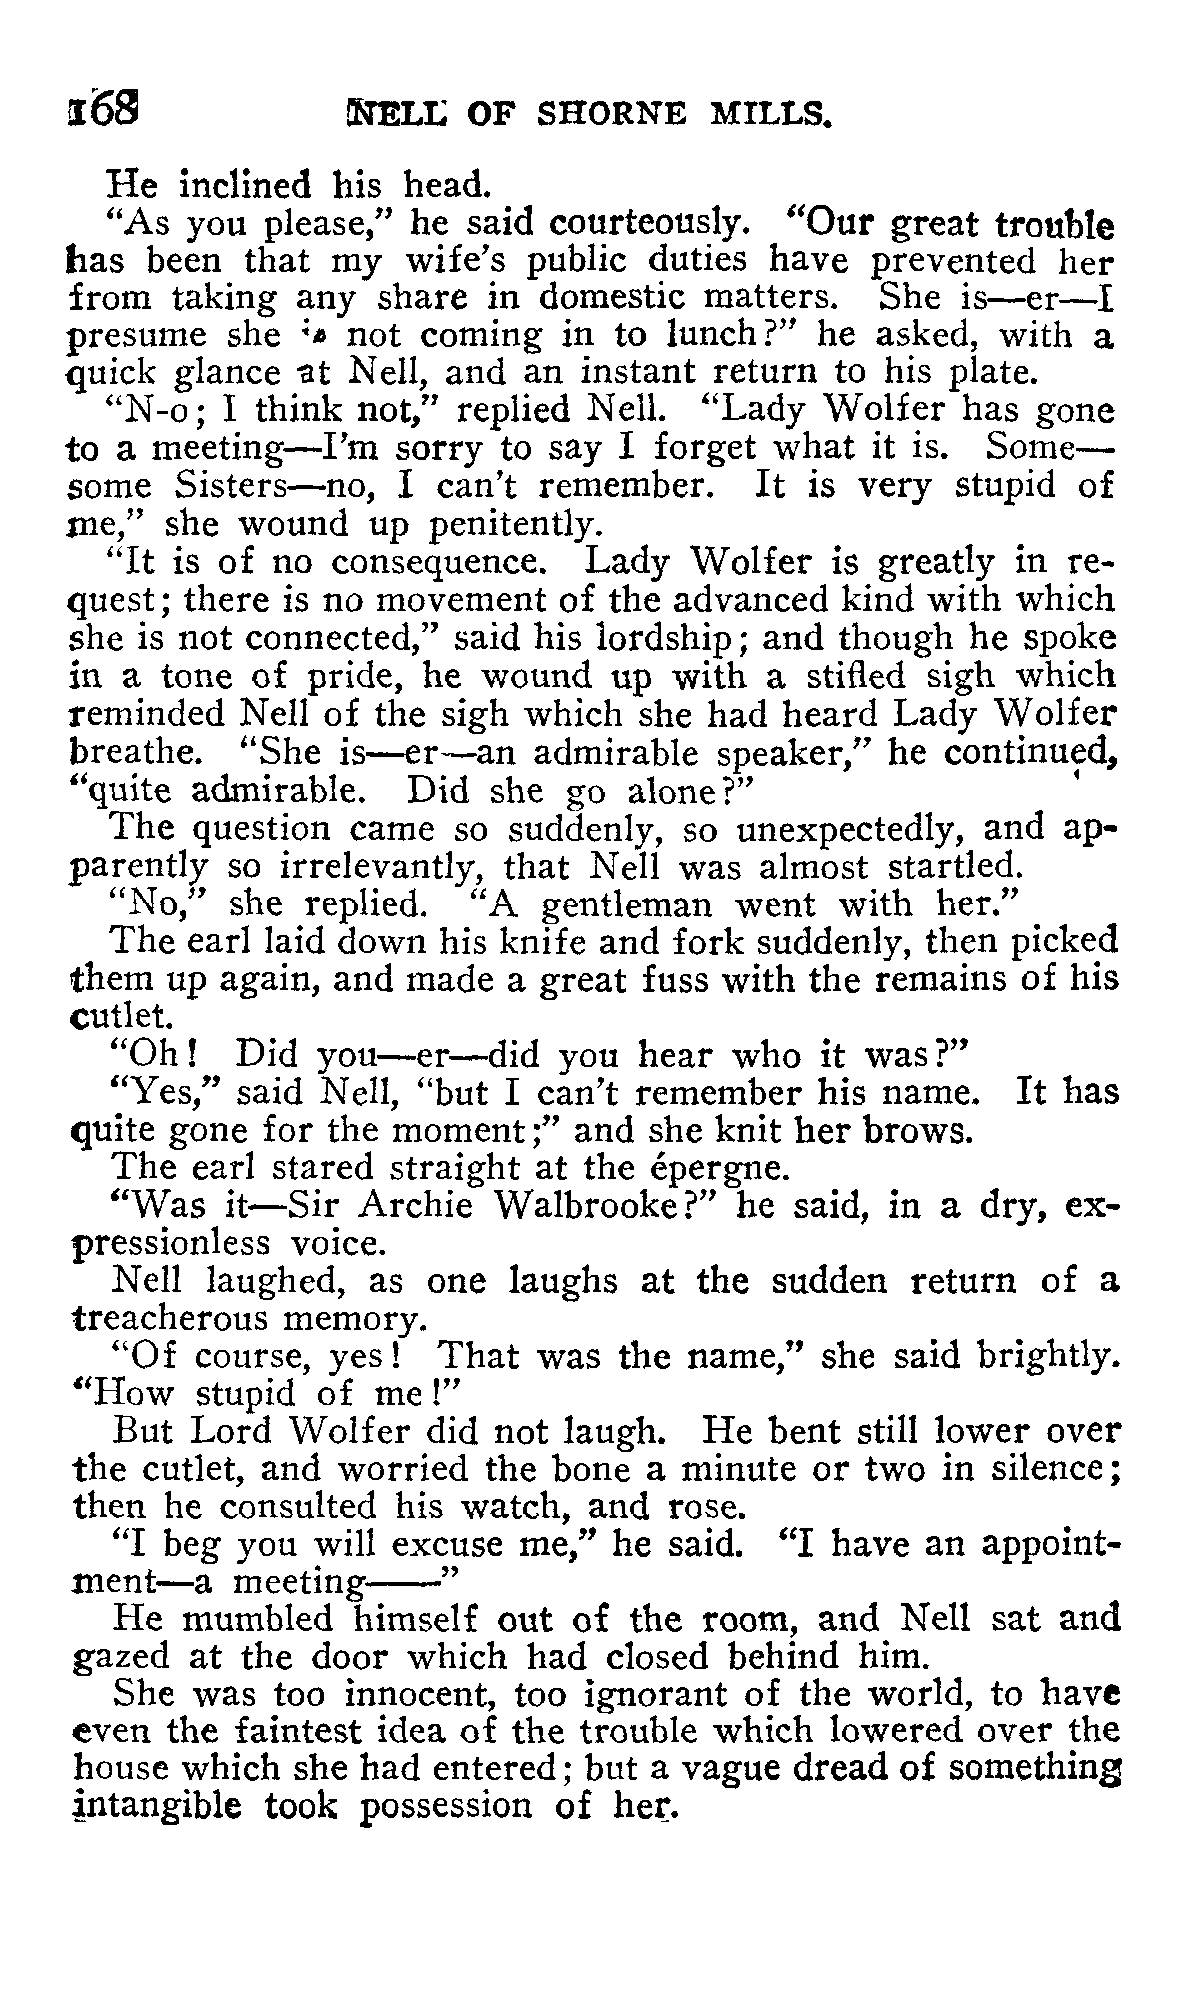 168 NELL OF SHORNE MILLS.
He inclined his head.
“As you please,” he said courteously. “Our great trouble
has been that my wife’s public duties have prevented her
from taking any share in domestic matters. She is—er—I
presume she is not coming in to lunch?” he asked, with a
quick glance at Nell, and an instant return to his plate.
“N-o; I think not,” replied Nell. “Lady Wolfer has gone
to a meeting—I’m sorry to say I forget what it is. Some—
some Sisters—no, I can’t remember. It is very stupid of
me,” she wound up penitently.
“It is of no consequence. Lady Wolfer is greatly in re-
quest; there is no movement of the advanced kind with which
she is not connected,” said his lordship; and though he spoke
in a tone of pride, he wound up with a stifled sigh which
reminded Nell of the sigh which she had heard Lady Wolfer
breathe. “She is—er—an admirable speaker,” he continued,
“quite admirable. Did she go alone?”
The question came so suddenly, so unexpectedly, and ap-
parently so irrelevantly, that Nell was almost startled.
“No,” she replied. “A gentleman went with her.”
The earl laid down his knife and fork suddenly, then picked
them up again, and made a great fuss with the remains of his
cutlet.
“Oh! Did you—er—did you hear who it was?”
“Yes,” said Nell, “but I can’t remember his name. It has
quite gone for the moment;” and she knit her brows.
The earl stared straight at the épergne.
“Was it—Sir Archie Walbrooke?” he said, in a dry, ex-
pressionless voice.
Nell laughed, as one laughs at the sudden return of a
treacherous memory.
“Of course, yes! That was the name,” she said brightly.
“How stupid of me!”
But Lord Wolfer did not laugh. He bent still lower over
the cutlet, and worried the bone a minute or two in silence;
then he consulted his watch, and rose.
“I beg you will excuse me,” he said. “I have an appoint-
ment—a meeting——”
He mumbled himself out of the room, and Nell sat and
gazed at the door which had closed behind him.
She was too innocent, too ignorant of the world, to have
even the faintest idea of the trouble which lowered over the
house which she had entered; but a vague dread of something
intangible took possession of her.